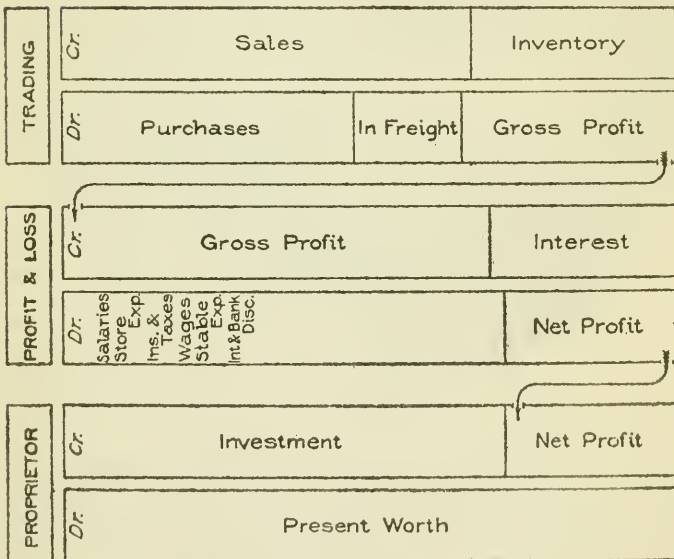 TRADING
Cr. Sales Inventory
Dr. Purchases In Freight Gross Profit
PROFIT & LOSS
Cr. Gross Profit Interest
Dr. Salaries
Store
Exp.
Ins. &
Taxes
Wages
Stable
Exp.
Int & Bank
Disc.
Net Profit
PROPRIETOR
Cr. Investment Net Profit
Dr. Present Worth